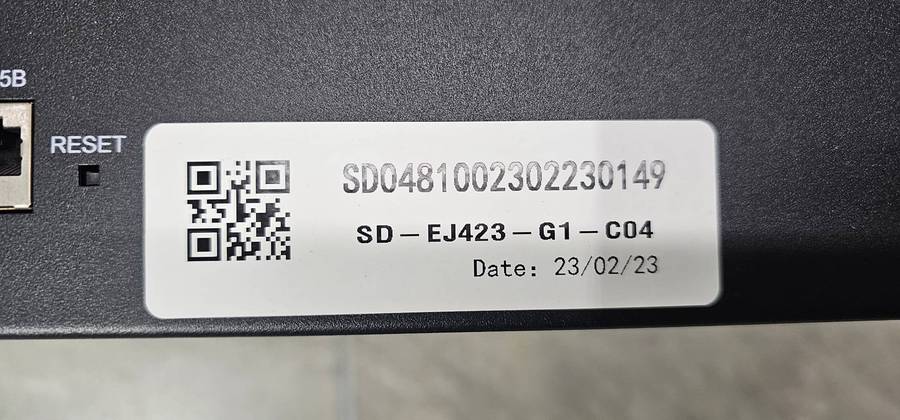 5B
RESET
SD0481002302230149
SD-EJ423-G1-C04
Date: 23/02/23